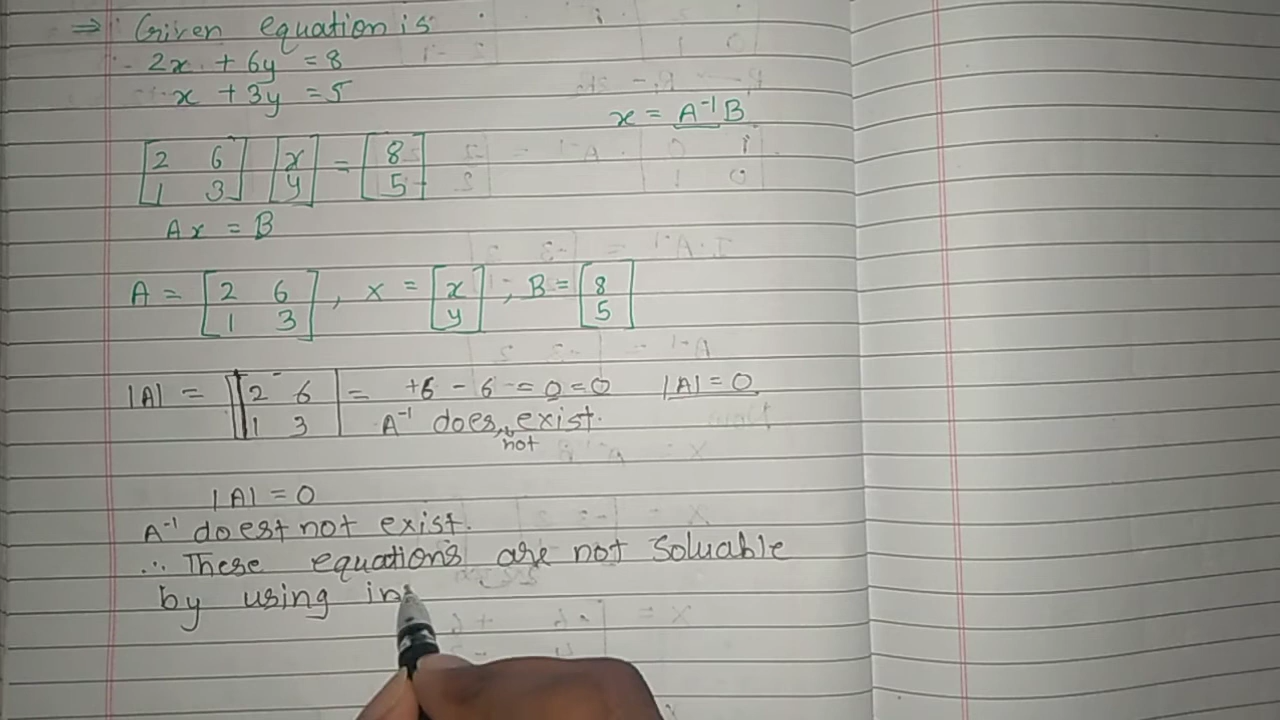 ⇒ Given equation is
2x + 6y = 8
x + 3y = 5
x = A⁻¹B
[2 6] [x] = [8]
[1 3] [y] [5]
Ax = B
A = [2 6], x = [x], B = [8]
[1 3] [y] [5]
|A| = |2 6| = +6 - 6 = 0 = 0 |A| = 0
|1 3| A⁻¹ does not exist.
|A| = 0
A⁻¹ doest not exist.
∴ These equation's are not soluable
by using in